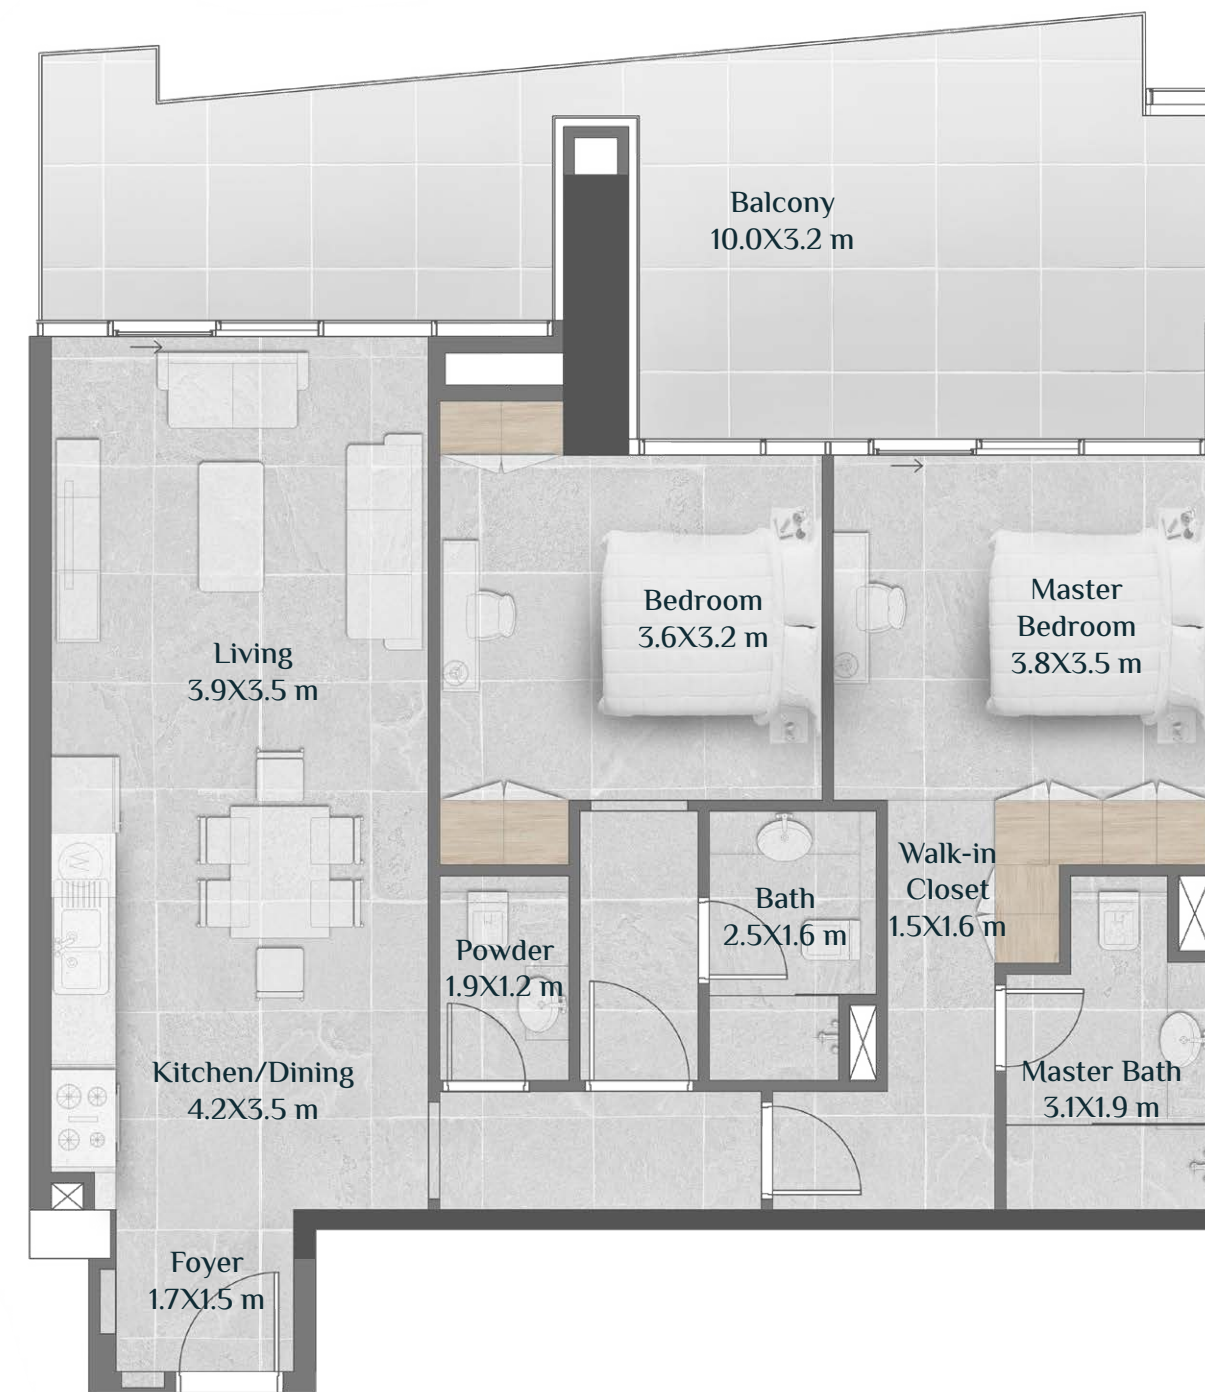 Balcony
10.0X3.2 m
Bedroom
3.6X3.2 m
Master
Bedroom
3.8X3.5 m
Living
3.9X3.5 m
Walk-in
Closet
1.5X1.6 m
Bath
2.5X1.6 m
Powder
1.9X1.2 m
Kitchen/Dining
4.2X3.5 m
Master Bath
3.1X1.9 m
Foyer
1.7X1.5 m
W